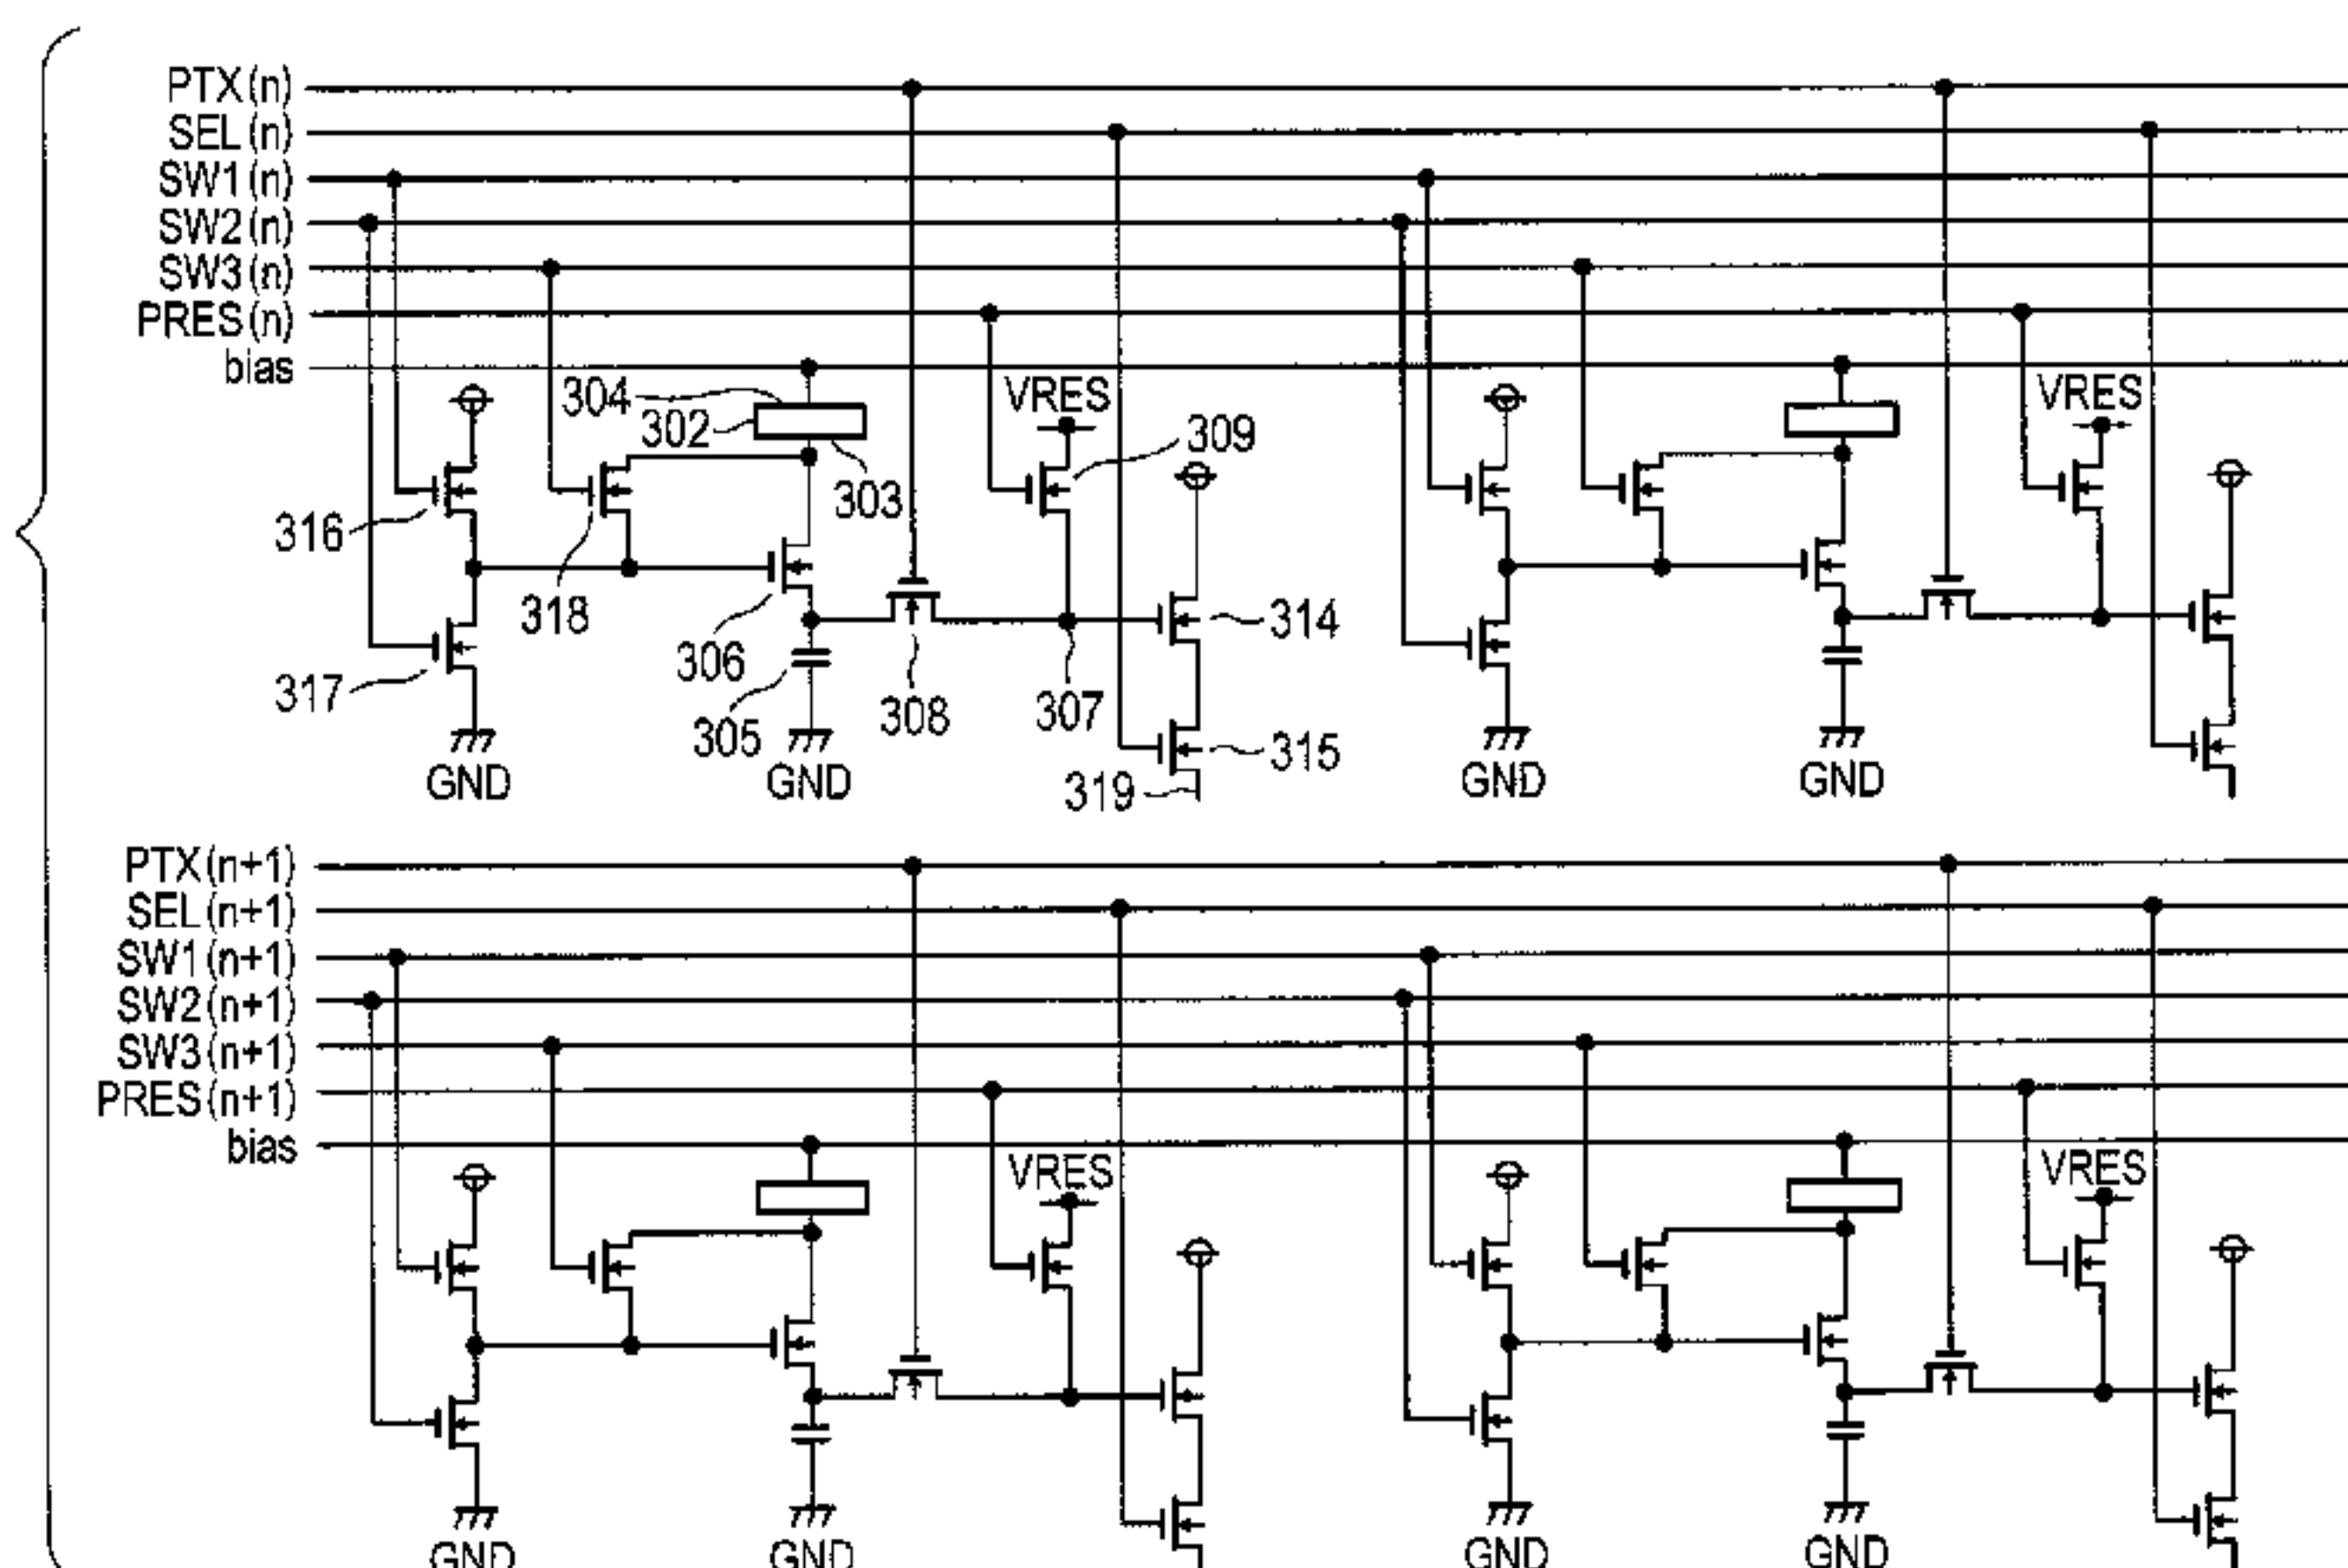 PTX(n)
SEL(n)
SW1(n)
SW2(n)
SW3(n)
PRES(n)
bias
304
302
303
VRES
309
VRES
316
318
306
314
317
305
308
307
315
319
GND
GND
GND
GND
PTX(n+1)
SEL(n+1)
SW1(n+1)
SW2(n+1)
SW3(n+1)
PRES(n+1)
bias
VRES
VRES
GND
GND
GND
GND